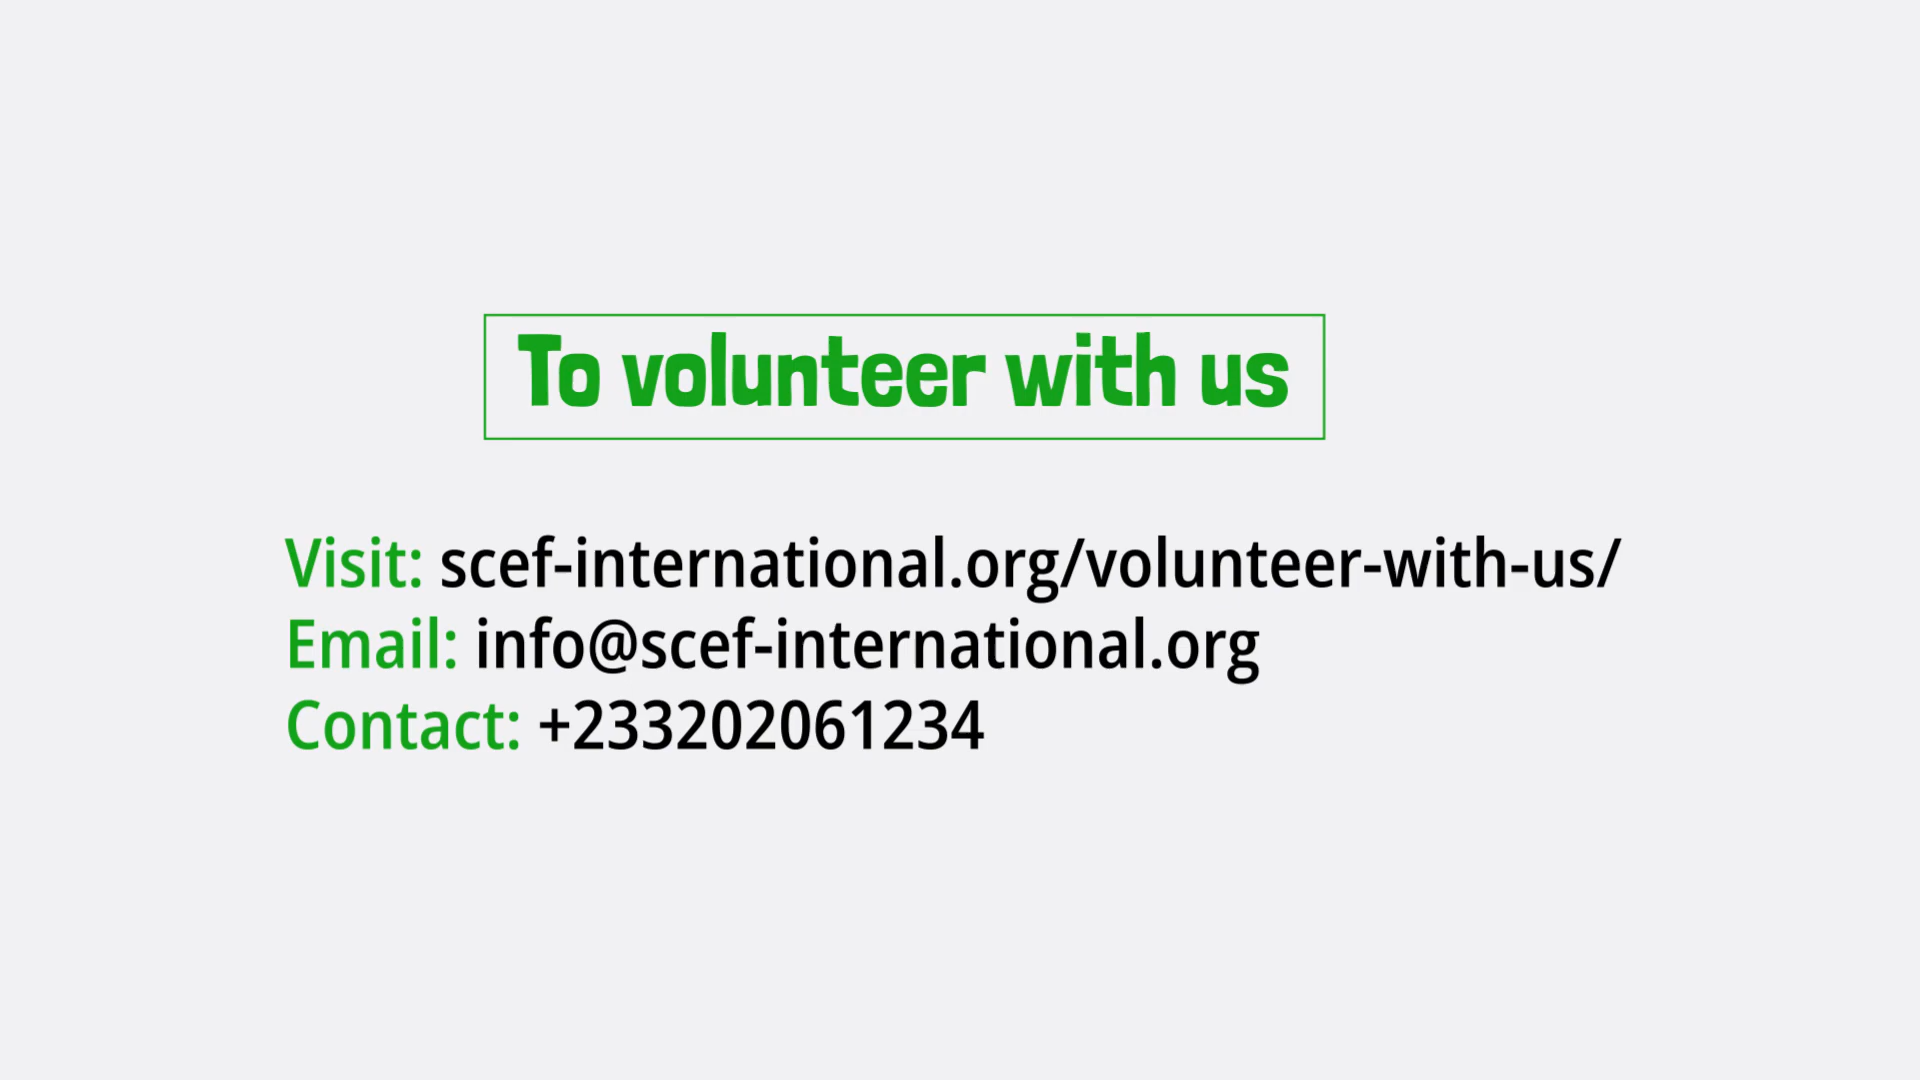 To volunteer with us
Visit: scef-international.org/volunteer-with-us/
Email: info@scef-international.org
Contact: +233202061234